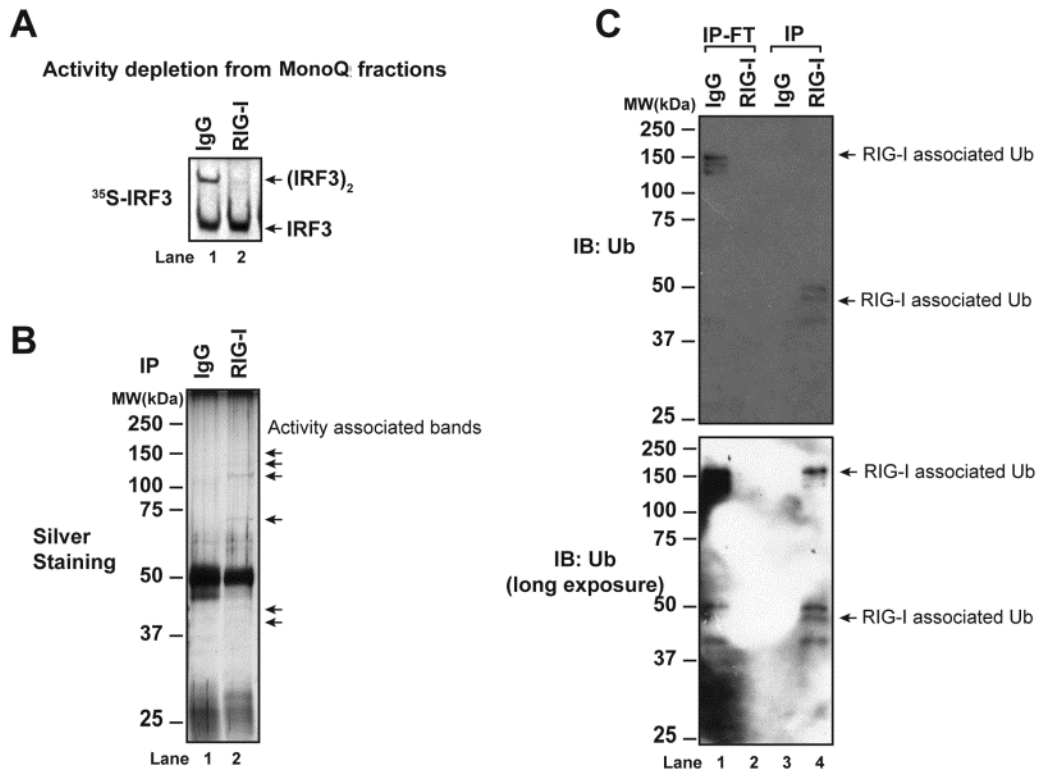 A
Activity depletion from MonoQ fractions
IgG
RIG-I
35S-IRF3
(IRF3)2
IRF3
Lane 1 2
B
IP
IgG
RIG-I
MW(kDa)
250
150
100
75
50
37
25
Activity associated bands
Silver
Staining
Lane 1 2
C
IP-FT IP
IgG
RIG-I
IgG
RIG-I
MW(kDa)
250
150
100
75
50
37
25
RIG-I associated Ub
RIG-I associated Ub
IB: Ub
250
150
100
75
50
37
25
RIG-I associated Ub
RIG-I associated Ub
IB: Ub
(long exposure)
Lane 1 2 3 4